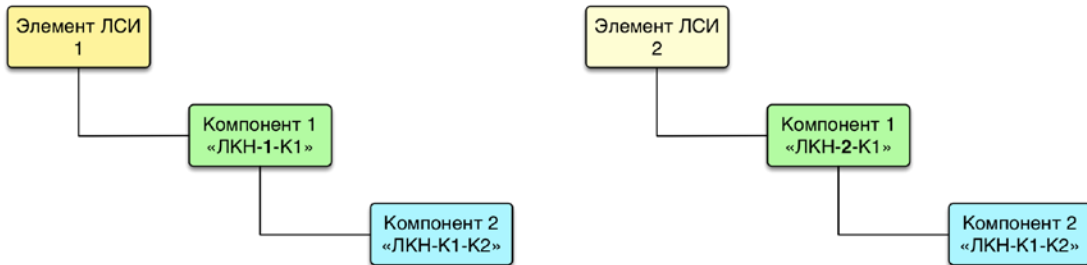 Элемент ЛСИ
1
Компонент 1
«ЛКН-1-К1»
Компонент 2
«ЛКН-К1-К2»
Элемент ЛСИ
2
Компонент 1
«ЛКН-2-К1»
Компонент 2
«ЛКН-К1-К2»